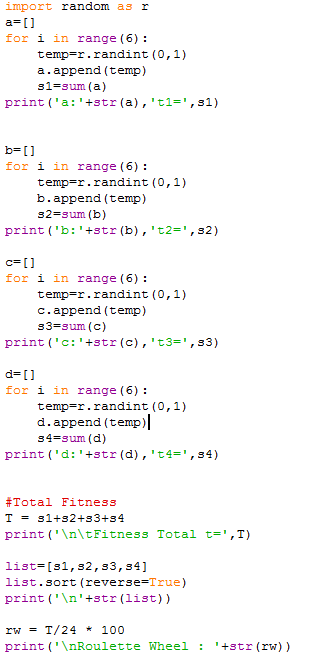 import random as r
a=[]
for i in range(6):
    temp=r.randint(0,1)
    a.append(temp)
    s1=sum(a)
print('a:'+str(a),'t1=',s1)

b=[]
for i in range(6):
    temp=r.randint(0,1)
    b.append(temp)
    s2=sum(b)
print('b:'+str(b),'t2=',s2)

c=[]
for i in range(6):
    temp=r.randint(0,1)
    c.append(temp)
    s3=sum(c)
print('c:'+str(c),'t3=',s3)

d=[]
for i in range(6):
    temp=r.randint(0,1)
    d.append(temp)
    s4=sum(d)
print('d:'+str(d),'t4=',s4)

#Total Fitness
T = s1+s2+s3+s4
print('\n\tFitness Total t=',T)

list=[s1,s2,s3,s4]
list.sort(reverse=True)
print('\n'+str(list))

rw = T/24 * 100
print('\nRoulette Wheel : '+str(rw))